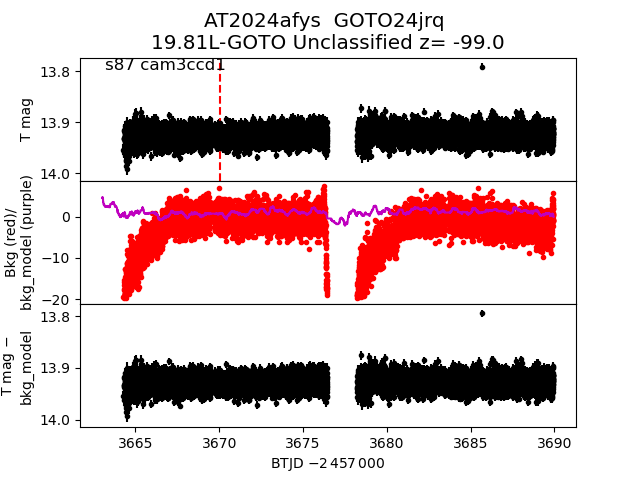 AT2024afys  GOTO24jrq
19.81L-GOTO Unclassified z= -99.0
s87 cam3ccd1
T mag
13.8
13.9
14.0
Bkg (red)/
bkg_model (purple)
0
−10
−20
T mag −
bkg_model
13.8
13.9
14.0
3665
3670
3675
3680
3685
3690
BTJD −2 457 000